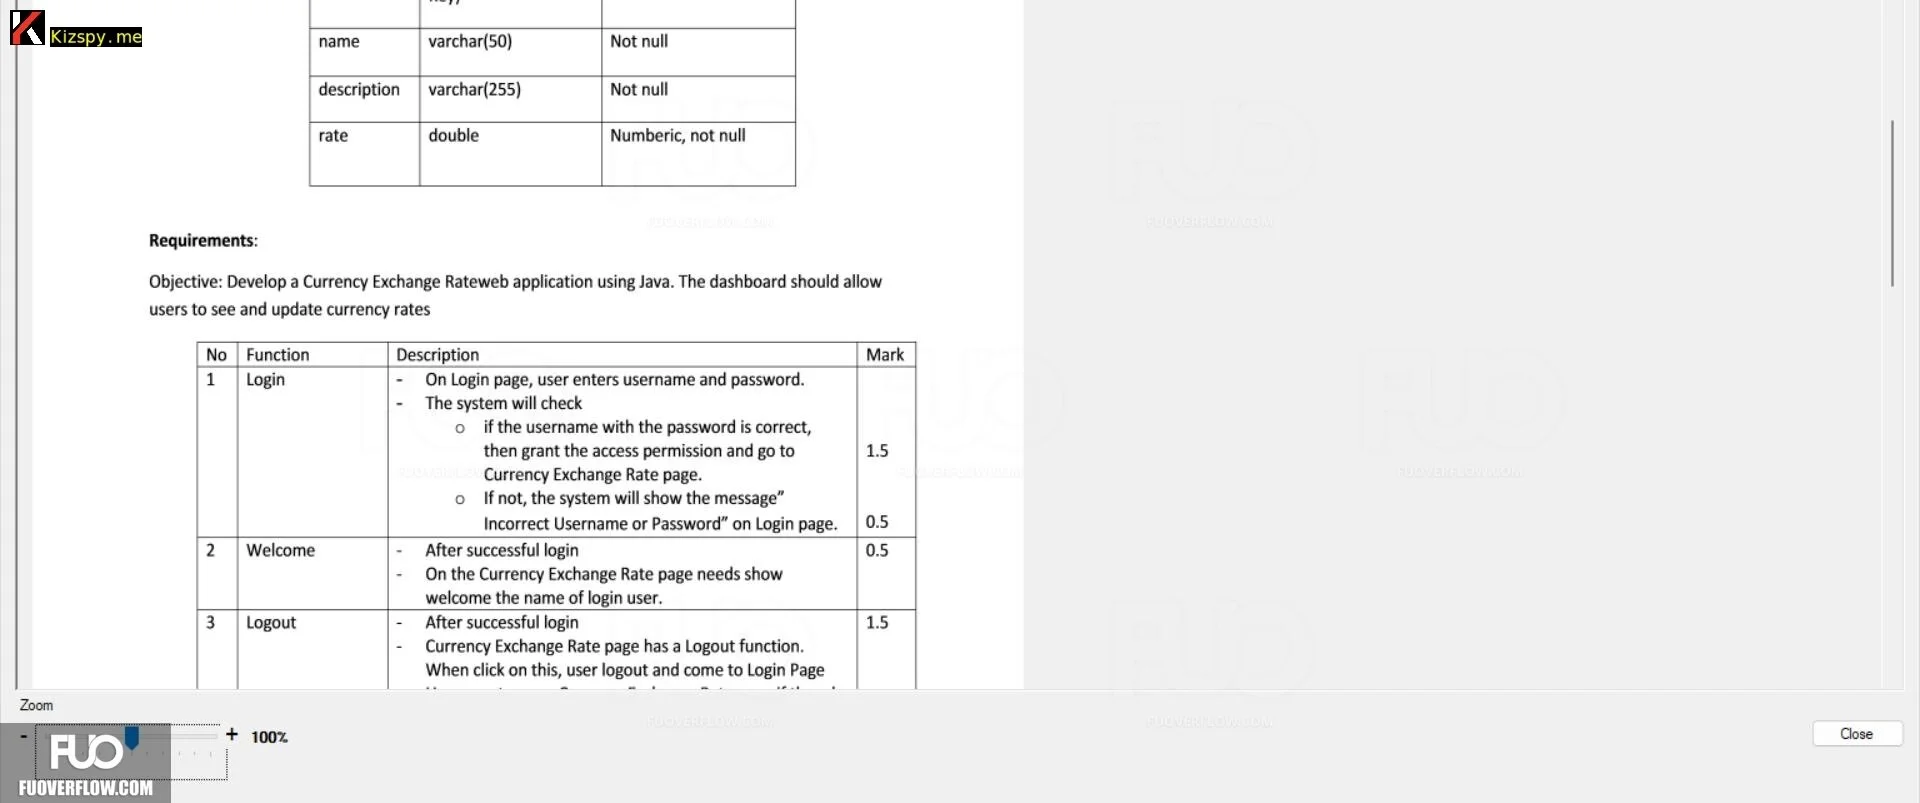 Kizspy.me
name varchar(50) Not null
description varchar(255) Not null
rate double Numberic, not null
Requirements:
Objective: Develop a Currency Exchange Rateweb application using Java. The dashboard should allow
users to see and update currency rates
No Function Description Mark
1 Login - On Login page, user enters username and password.
- The system will check
o if the username with the password is correct,
then grant the access permission and go to 1.5
Currency Exchange Rate page.
o If not, the system will show the message”
Incorrect Username or Password” on Login page. 0.5
2 Welcome - After successful login 0.5
- On the Currency Exchange Rate page needs show
welcome the name of login user.
3 Logout - After successful login 1.5
- Currency Exchange Rate page has a Logout function.
When click on this, user logout and come to Login Page
Zoom
- + 100%
Close
FUO
FUOVERFLOW.COM